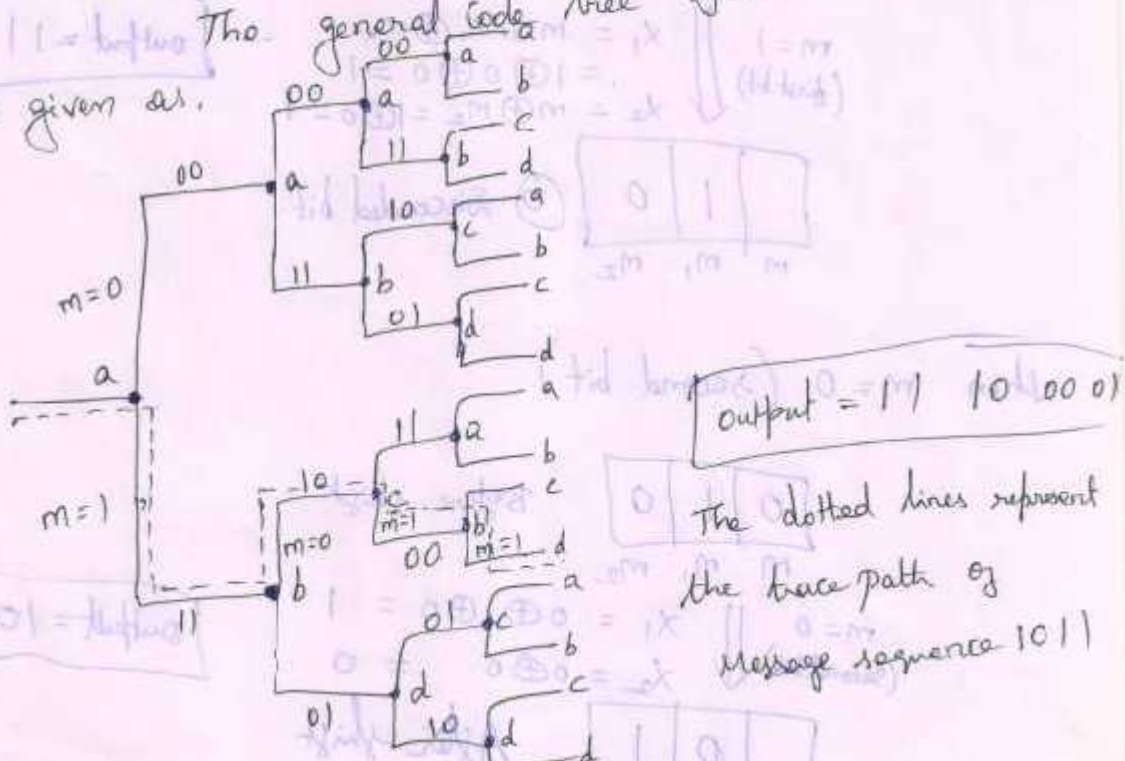 The general code tree
given as.
00
a
a
b
00
a
11
b
c
d
00
a
10
c
a
b
11
b
01
d
c
d
m=0
a
m=1
11
a
a
b
10
c
m=1
00
b
c
m=1
d
m=0
11
b
01
c
a
b
01
d
10
d
c
d
output = 11 10 00 01
The dotted lines represent
the trace path of
Message sequence 1011